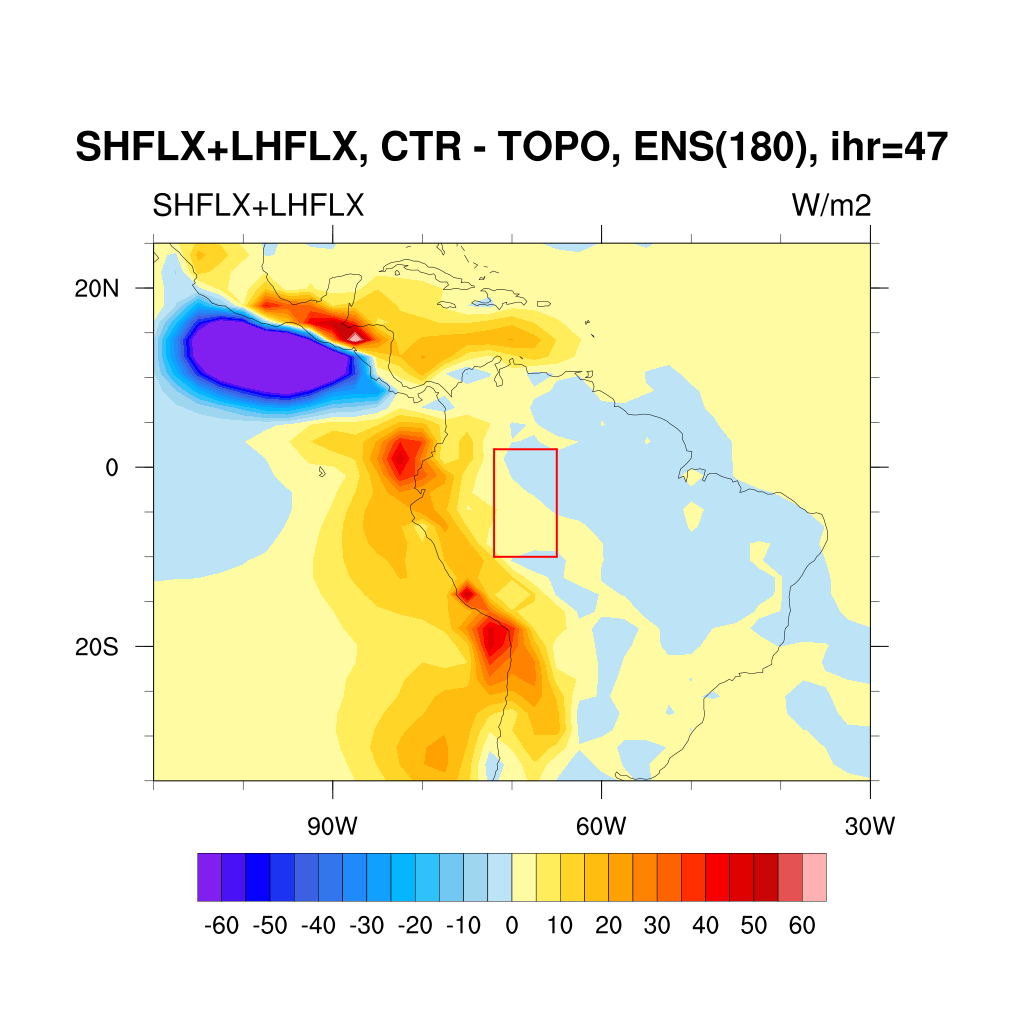 SHFLX+LHFLX, CTR - TOPO, ENS(180), ihr=47
SHFLX+LHFLX W/m2
20N
0
20S
90W 60W 30W
-60 -50 -40 -30 -20 -10 0 10 20 30 40 50 60